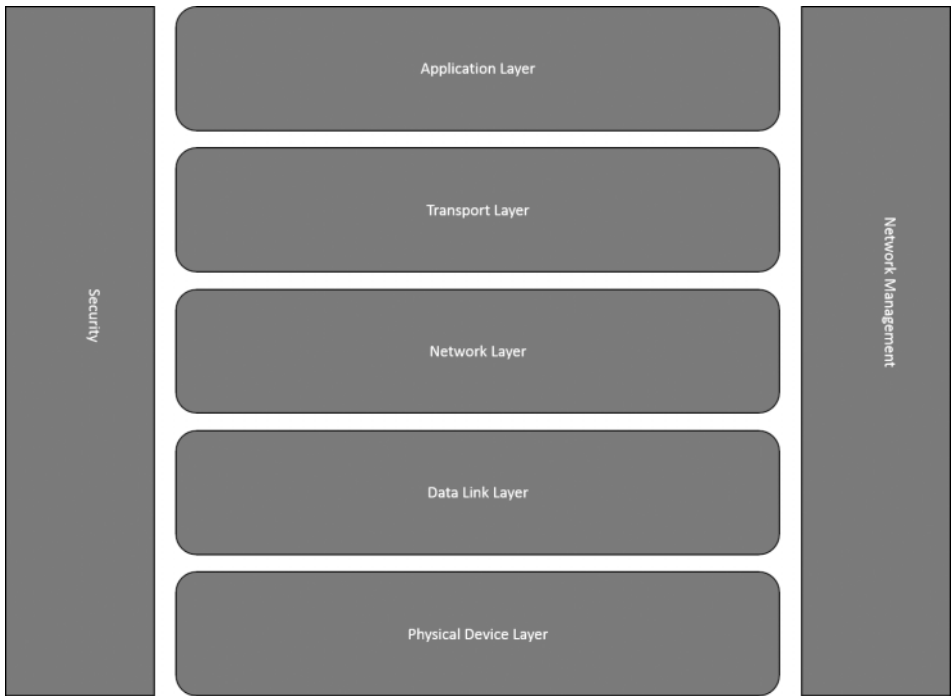 Application Layer
Transport Layer
Network Layer
Data Link Layer
Physical Device Layer
Security
Network Management